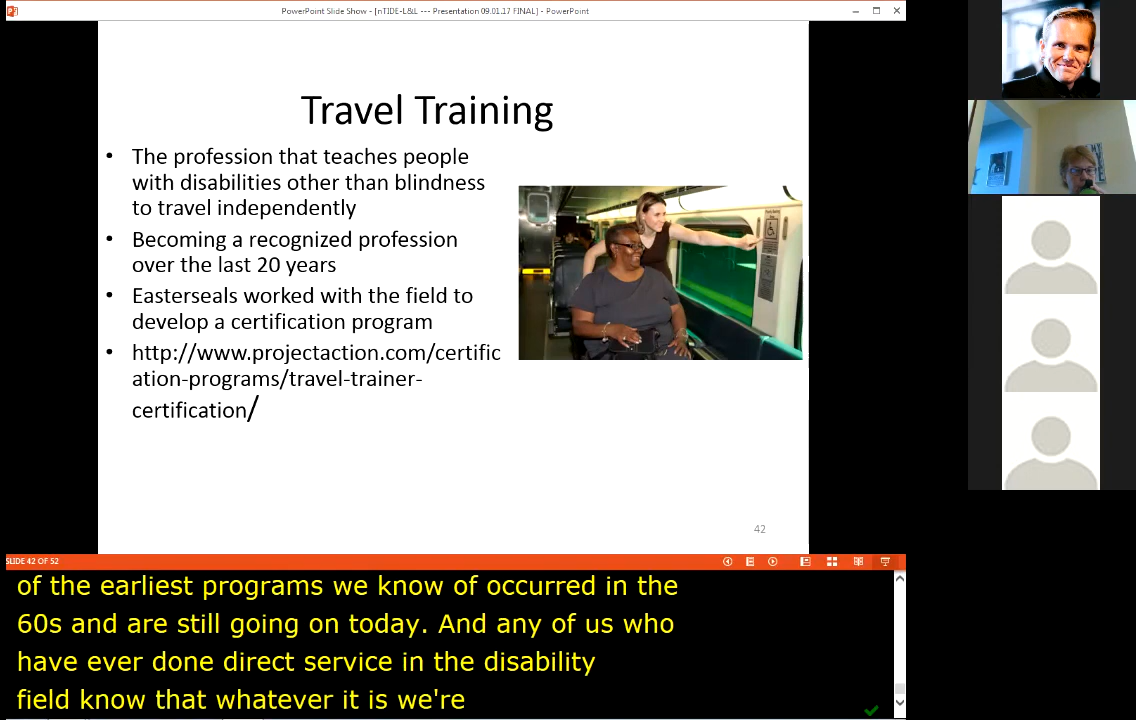 PowerPoint Slide Show - [nTIDE-L&L --- Presentation 09.01.17 FINAL] - PowerPoint
Travel Training
• The profession that teaches people
with disabilities other than blindness
to travel independently
• Becoming a recognized profession
over the last 20 years
• Easterseals worked with the field to
develop a certification program
• http://www.projectaction.com/certific
ation-programs/travel-trainer-
certification/
42
SLIDE 42 OF 52
of the earliest programs we know of occurred in the
60s and are still going on today. And any of us who
have ever done direct service in the disability
field know that whatever it is we're